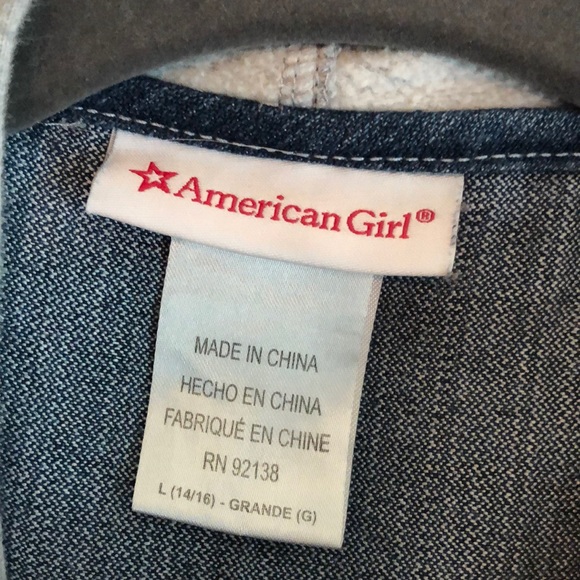 American Girl®
MADE IN CHINA
HECHO EN CHINA
FABRIQUÉ EN CHINE
RN 92138
L (14/16) - GRANDE (G)